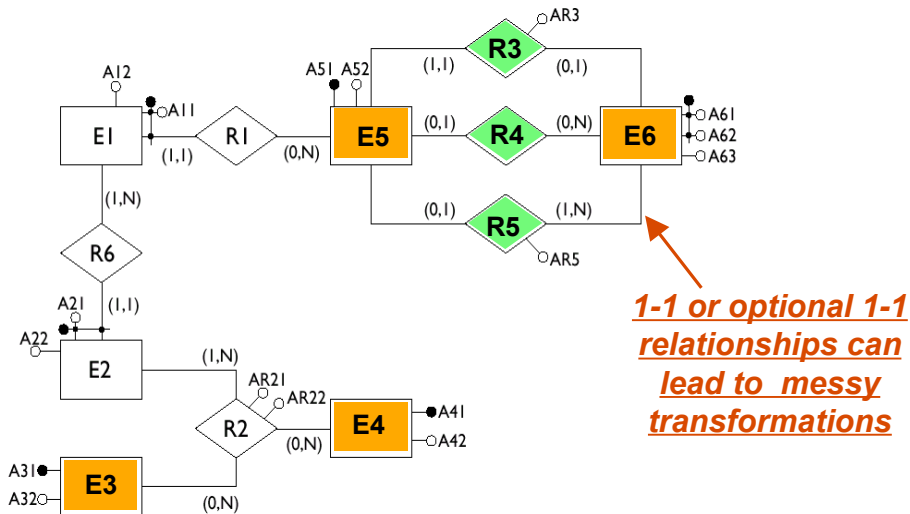 AR3
R3
A12
A51 A52
(1,1)
(0,1)
A11
A61
E1
R1
E5
(0,1)
R4
(0,N)
E6
A62
(1,1)
(0,N)
A63
(1,N)
(0,1)
R5
(1,N)
R6
AR5
A21
(1,1)
1-1 or optional 1-1
relationships can
lead to messy
transformations
A22
E2
(1,N)
AR21
AR22
A41
R2
E4
(0,N)
A42
A31
E3
A32
(0,N)